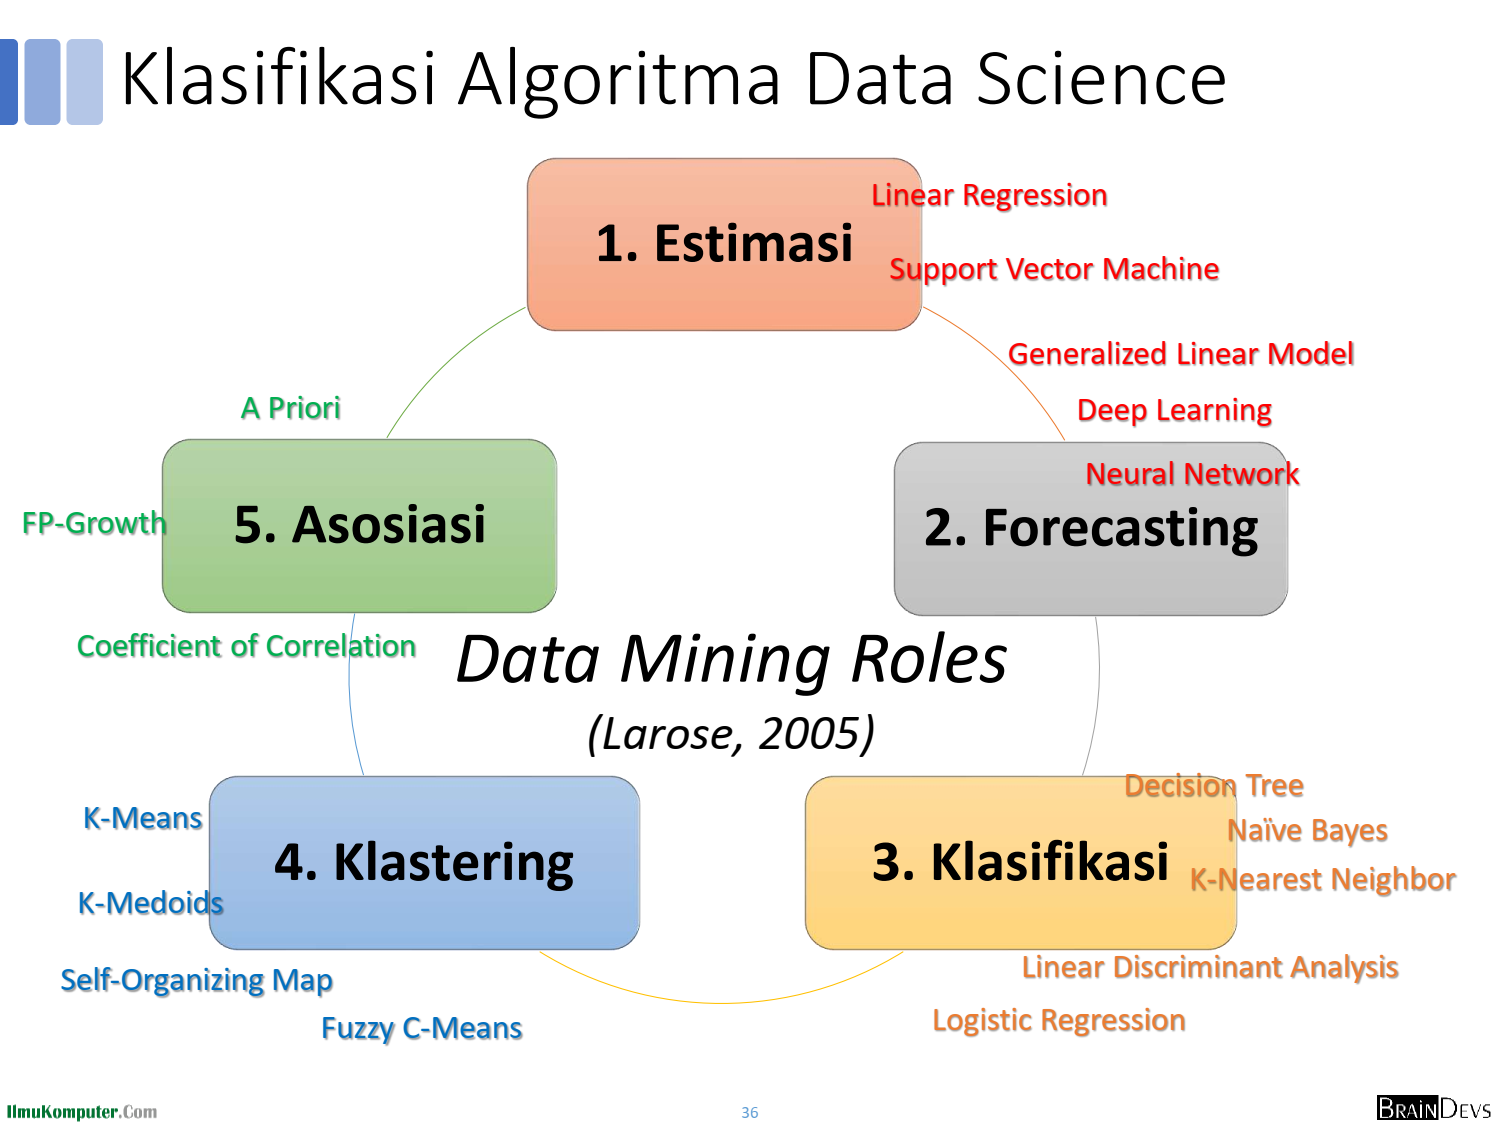 Klasifikasi Algoritma Data Science
1. Estimasi
Linear Regression
Support Vector Machine
Generalized Linear Model
Deep Learning
Neural Network
2. Forecasting
A Priori
5. Asosiasi
FP-Growth
Coefficient of Correlation
Data Mining Roles
(Larose, 2005)
Decision Tree
Naïve Bayes
K-Nearest Neighbor
3. Klasifikasi
Linear Discriminant Analysis
Logistic Regression
K-Means
4. Klastering
K-Medoids
Self-Organizing Map
Fuzzy C-Means
IlmuKomputer.Com
36
BRAINDEVS